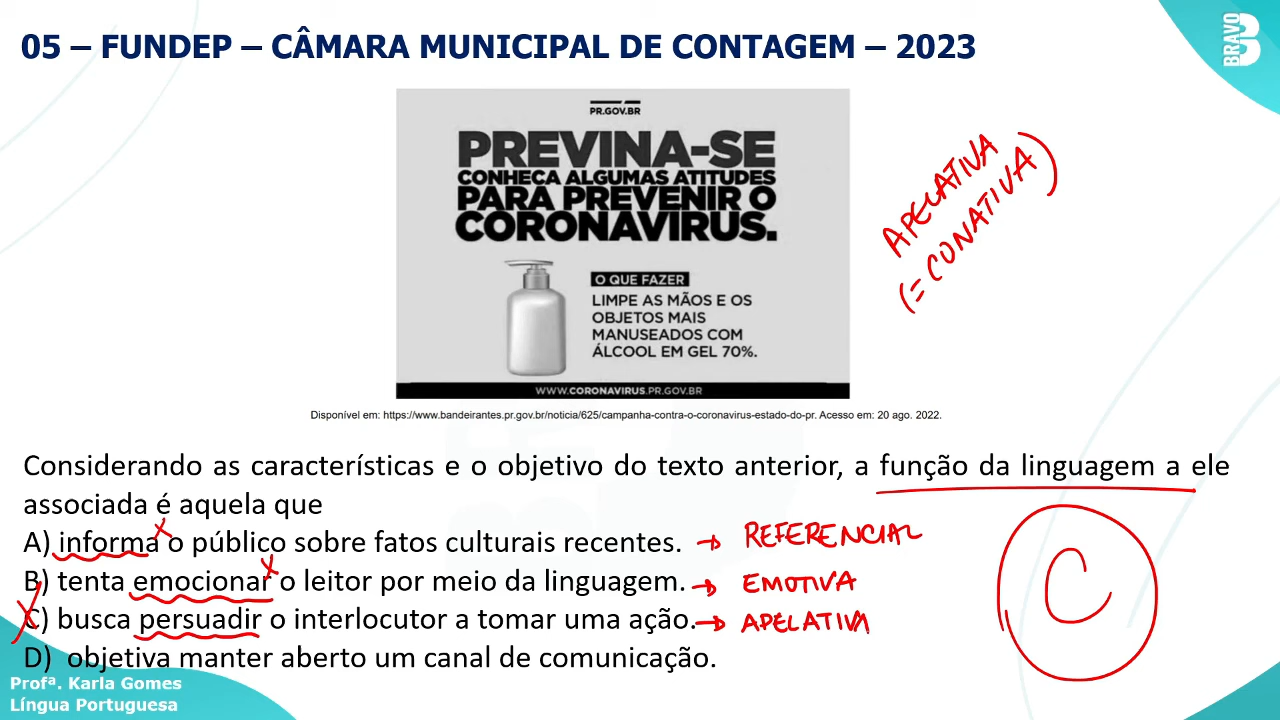 05 – FUNDEP – CÂMARA MUNICIPAL DE CONTAGEM – 2023
BRAVO
PR.GOV.BR
PREVINA-SE
CONHEÇA ALGUMAS ATITUDES
PARA PREVENIR O
CORONAVÍRUS.
O QUE FAZER
LIMPE AS MÃOS E OS
OBJETOS MAIS
MANUSEADOS COM
ÁLCOOL EM GEL 70%.
WWW.CORONAVIRUS.PR.GOV.BR
APELATIVA
(= CONATIVA)
Disponível em: https://www.bandeirantes.pr.gov.br/noticia/625/campanha-contra-o-coronavirus-estado-do-pr. Acesso em: 20 ago. 2022.
Considerando as características e o objetivo do texto anterior, a função da linguagem a ele
associada é aquela que
A) informa o público sobre fatos culturais recentes. → REFERENCIAL
B) tenta emocionar o leitor por meio da linguagem. → EMOTIVA
C) busca persuadir o interlocutor a tomar uma ação. → APELATIVA
D) objetiva manter aberto um canal de comunicação.
C
Profª. Karla Gomes
Língua Portuguesa